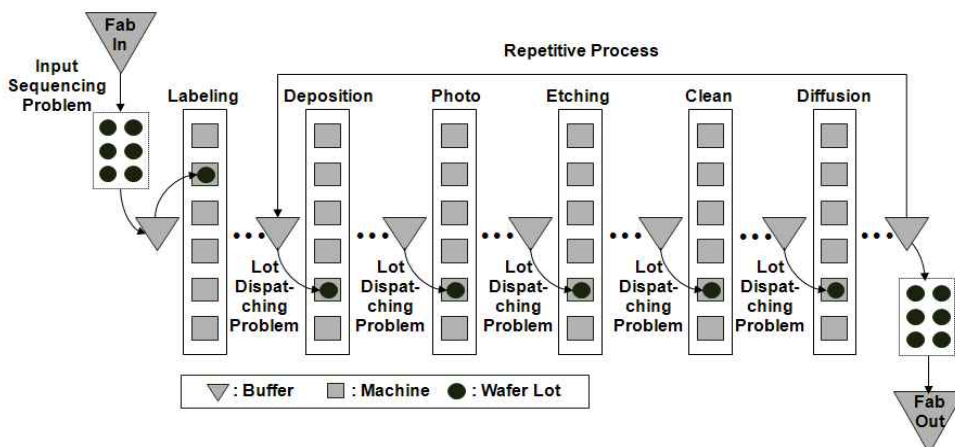 Fab
In
Repetitive Process
Input
Sequencing
Problem
Labeling
Deposition
Photo
Etching
Clean
Diffusion
Lot
Dispat-
ching
Problem
Lot
Dispat-
ching
Problem
Lot
Dispat-
ching
Problem
Lot
Dispat-
ching
Problem
Lot
Dispat-
ching
Problem
: Buffer
: Machine
: Wafer Lot
Fab
Out